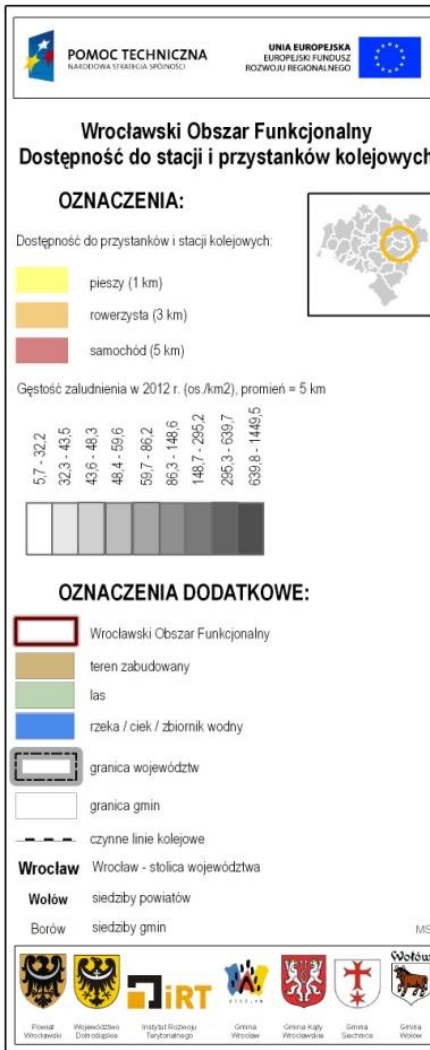 POMOC TECHNICZNA
NARODOWA STRATEGIA SPÓJNOŚCI
UNIA EUROPEJSKA
EUROPEJSKI FUNDUSZ
ROZWOJU REGIONALNEGO
Wrocławski Obszar Funkcjonalny
Dostępność do stacji i przystanków kolejowych
OZNACZENIA:
Dostępność do przystanków i stacji kolejowych:
pieszy (1 km)
rowerzysta (3 km)
samochód (5 km)
Gęstość zaludnienia w 2012 r. (os./km2), promień = 5 km
5,7 - 32,2
32,3 - 43,5
43,6 - 48,3
48,4 - 59,6
59,7 - 86,2
86,3 - 148,6
148,7 - 295,2
295,3 - 639,7
639,8 - 1449,5
OZNACZENIA DODATKOWE:
Wrocławski Obszar Funkcjonalny
teren zabudowany
las
rzeka / ciek / zbiornik wodny
granica województw
granica gmin
czynne linie kolejowe
Wrocław Wrocław - stolica województwa
Wołów siedziby powiatów
Borów siedziby gmin
MS
iRT
Wołów
Powiat Wrocławski
Województwo Dolnośląskie
Instytut Rozwoju Terytorialnego
Gmina Wrocław
Gmina Kąty Wrocławskie
Gmina Siechnice
Gmina Wołów